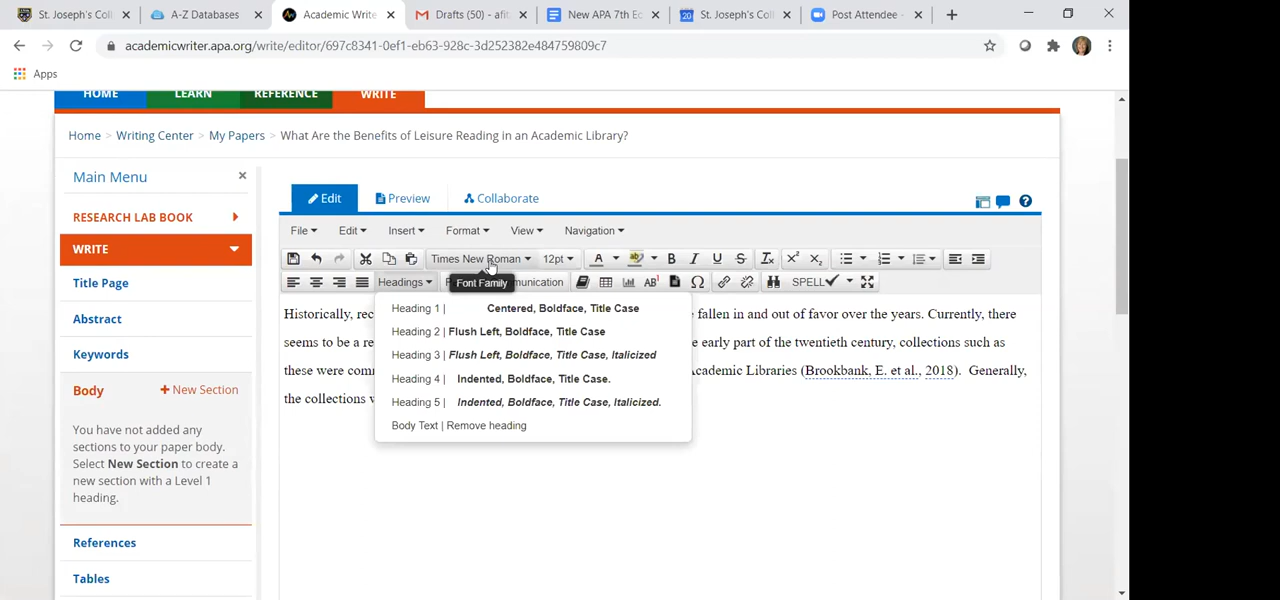 St. Joseph's Coll
A-Z Databases
Academic Write
Drafts (50) - afit
New APA 7th E
St. Joseph's Coll
Post Attendee -
academicwriter.apa.org/write/editor/697c8341-0ef1-eb63-928c-3d252382e484759809c7
Apps
HOME LEARN REFERENCE WRITE
Home > Writing Center > My Papers > What Are the Benefits of Leisure Reading in an Academic Library?
Main Menu
RESEARCH LAB BOOK
WRITE
Title Page
Abstract
Keywords
Body + New Section
You have not added any
sections to your paper body.
Select New Section to create a
new section with a Level 1
heading.
References
Tables
Edit Preview Collaborate
File Edit Insert Format View Navigation
Times New Roman 12pt A B I U S Tx X² X₂
Headings Font Family munication AB¹ Ω SPELL
Heading 1 | Centered, Boldface, Title Case
Heading 2 | Flush Left, Boldface, Title Case
Heading 3 | Flush Left, Boldface, Title Case, Italicized
Heading 4 | Indented, Boldface, Title Case.
Heading 5 | Indented, Boldface, Title Case, Italicized.
Body Text | Remove heading
Historically, rec fallen in and out of favor over the years. Currently, there
seems to be a re e early part of the twentieth century, collections such as
these were comm Academic Libraries (Brookbank, E. et al., 2018). Generally,
the collections